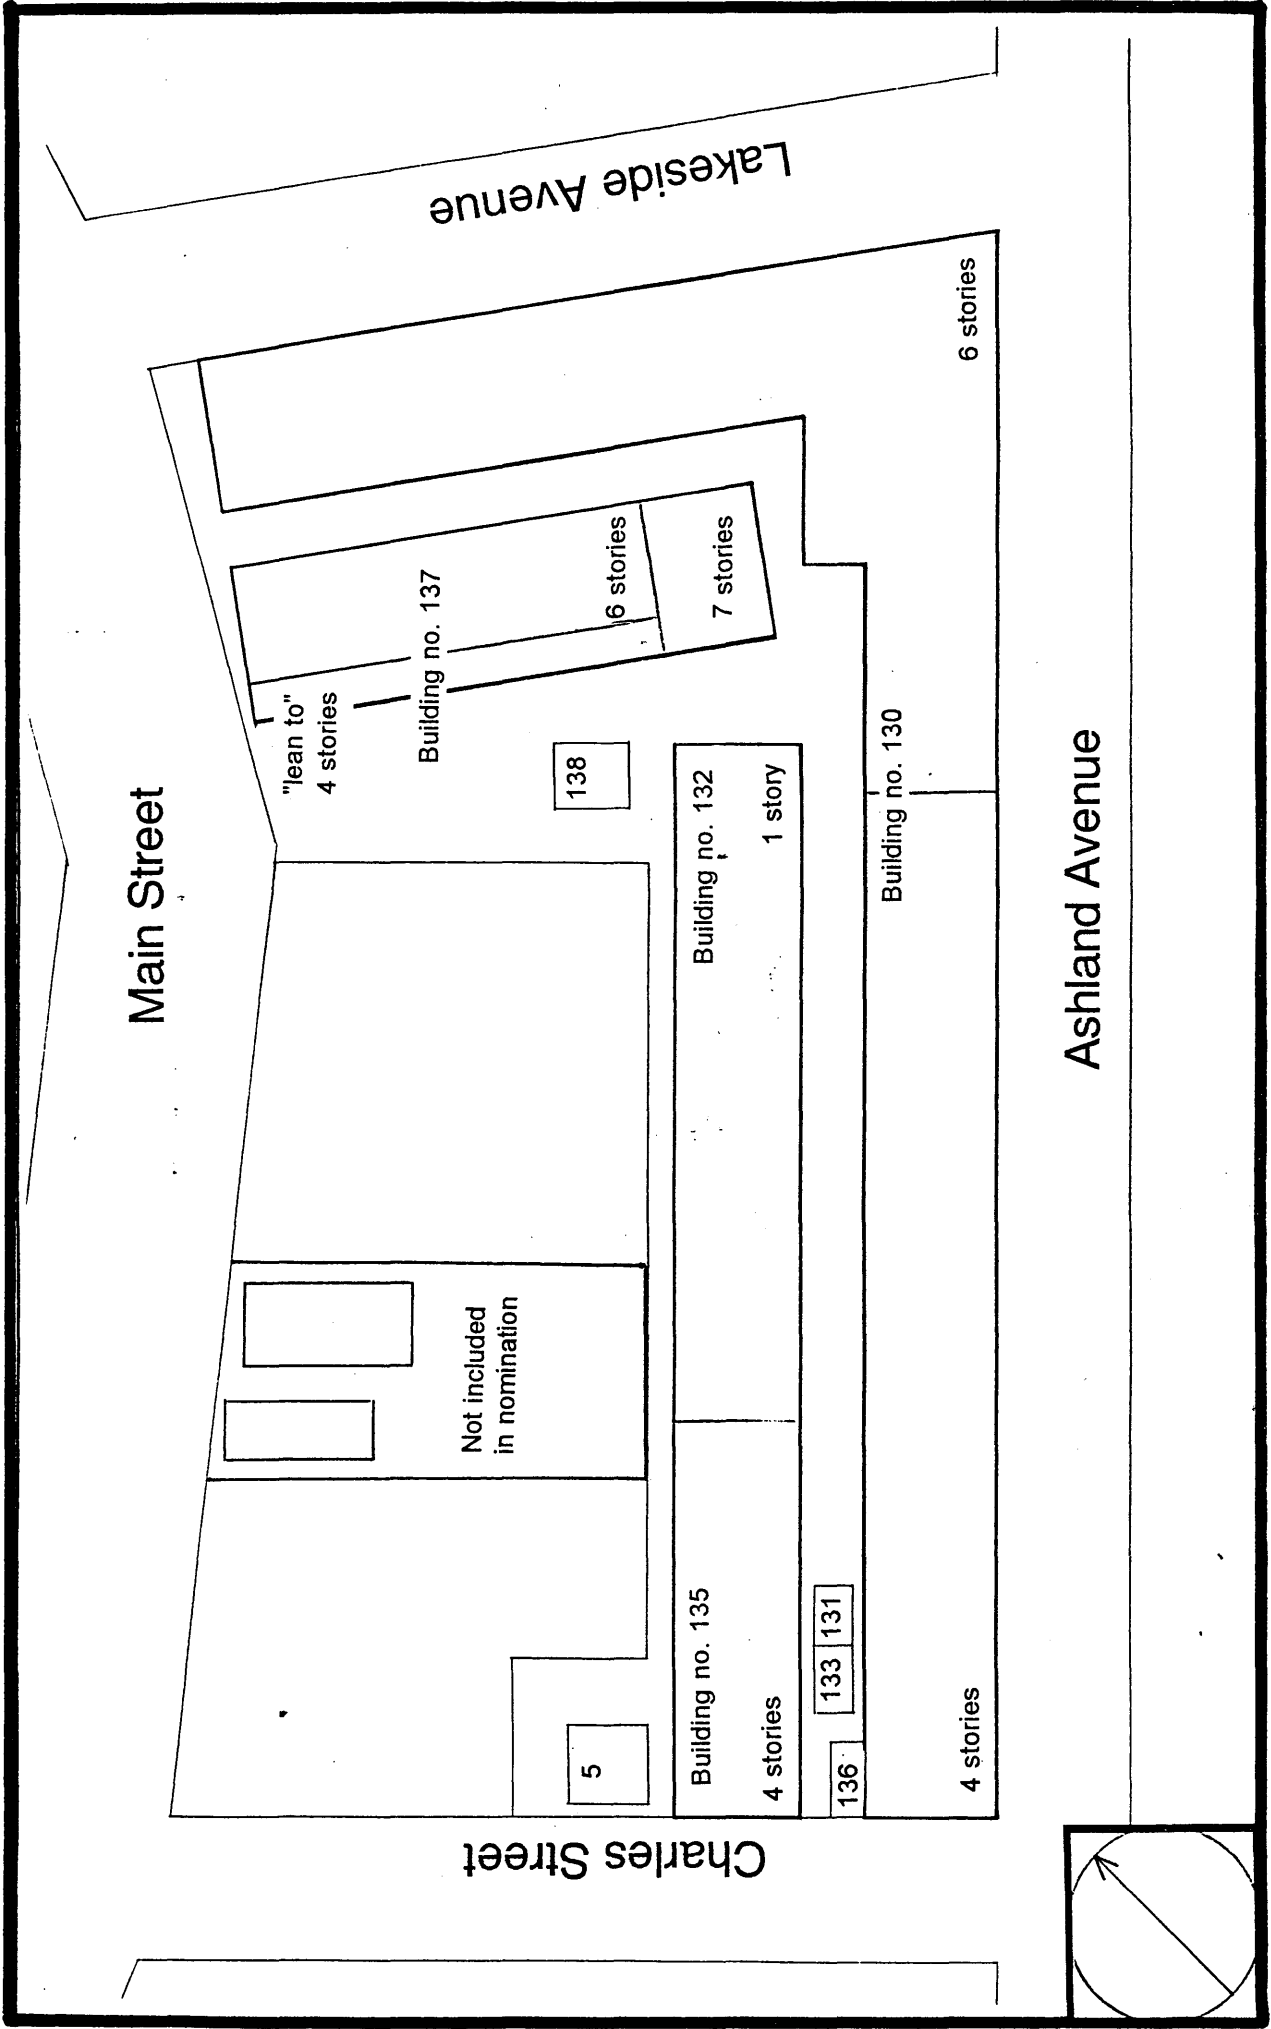 Main Street
Lakeside Avenue
"lean to"
4 stories
Building no. 137
6 stories
7 stories
6 stories
138
Building no. 132
1 story
Building no. 130
Not included
in nomination
5
Building no. 135
4 stories
133
131
136
4 stories
Charles Street
Ashland Avenue